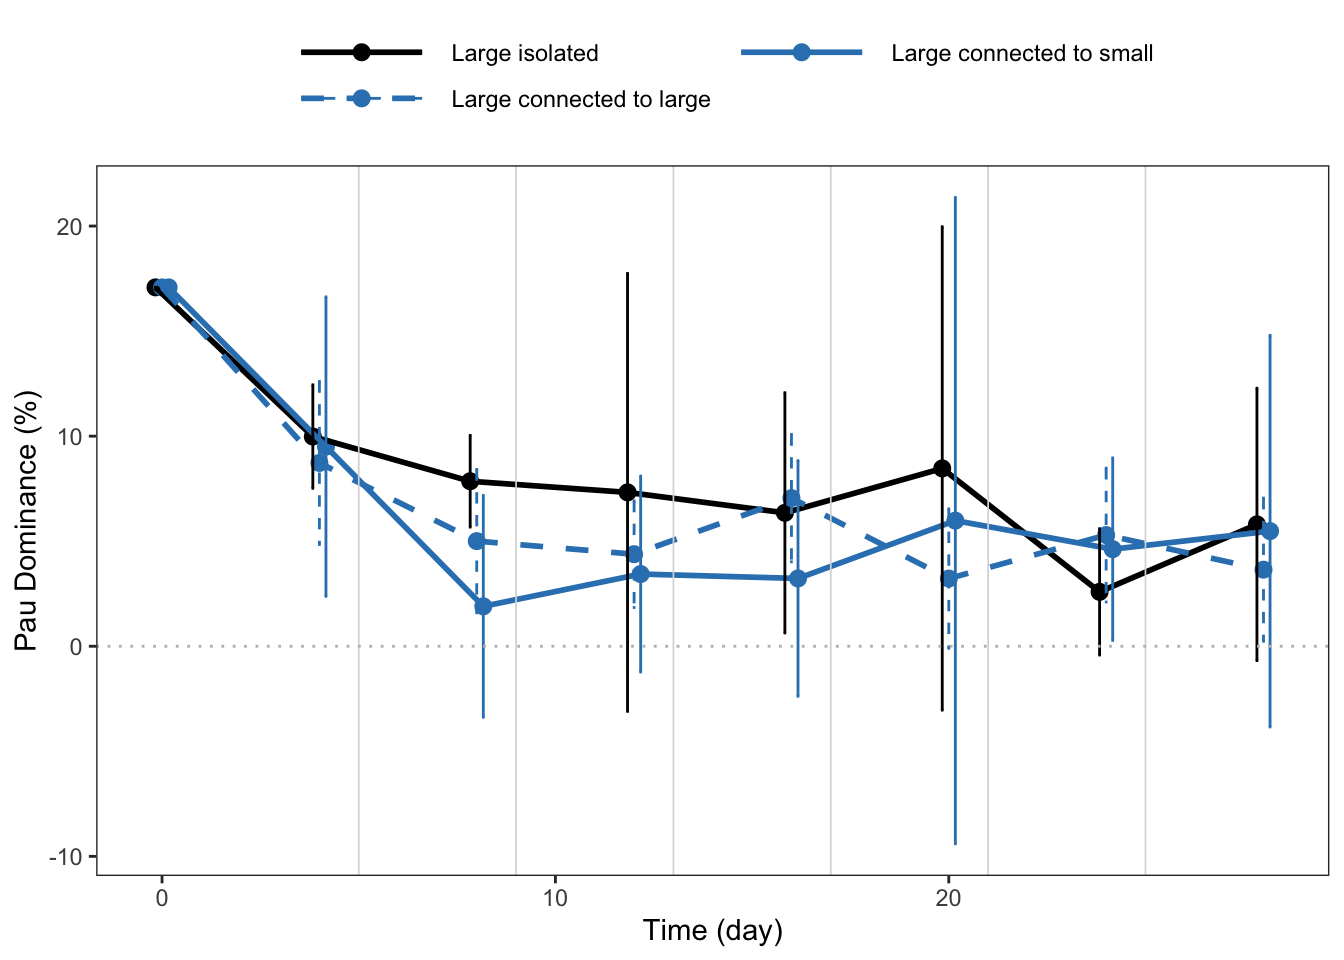 Large isolated
Large connected to small
Large connected to large
Pau Dominance (%)
20
10
0
-10
0
10
20
Time (day)